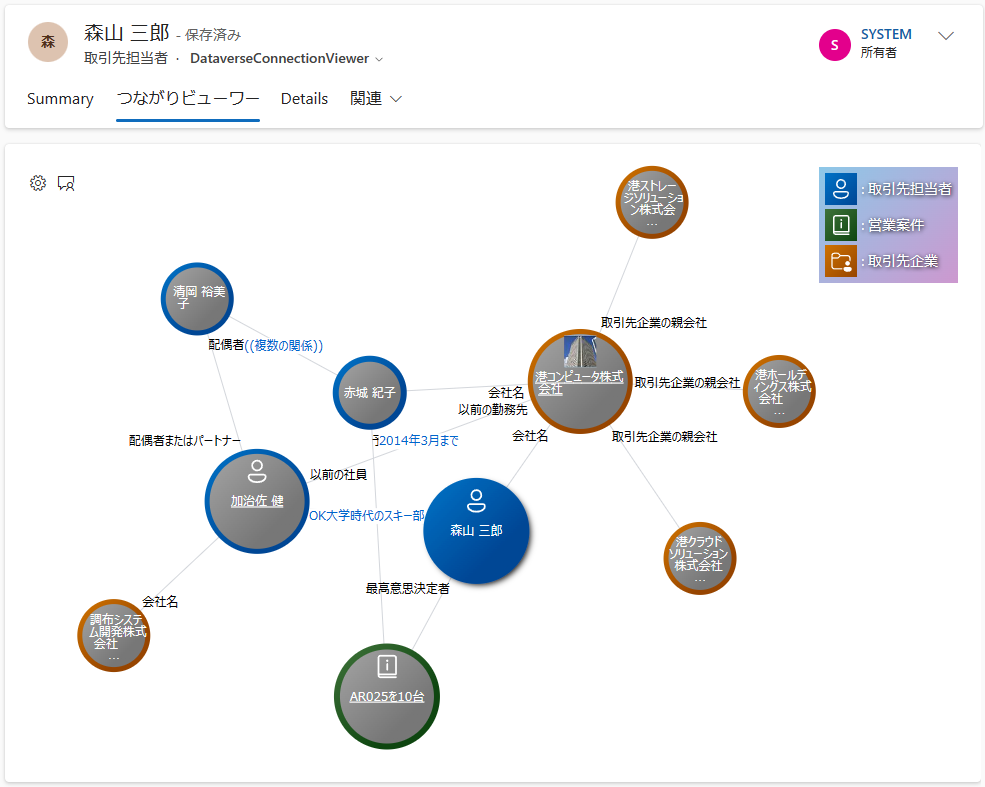 森
森山 三郎 - 保存済み
取引先担当者 · DataverseConnectionViewer
S
SYSTEM
所有者
Summary つながりビューワー Details 関連
: 取引先担当者
: 営業案件
: 取引先企業
港ストレー
ジソリューショ
ン株式会
...
清岡 裕美
子
取引先企業の親会社
配偶者((複数の関係))
港コンピュータ株式
会社
取引先企業の親会社
港ホールデ
ィングス株式
会社
...
赤城 紀子
会社名
以前の勤務先
会社名
取引先企業の親会社
2014年3月まで
配偶者またはパートナー
以前の社員
加治佐 健
OK大学時代のスキー部
森山 三郎
港クラウド
ソリューション
株式会社
...
最高意思決定者
会社名
調布システ
ム開発株式
会社
...
AR025を10台